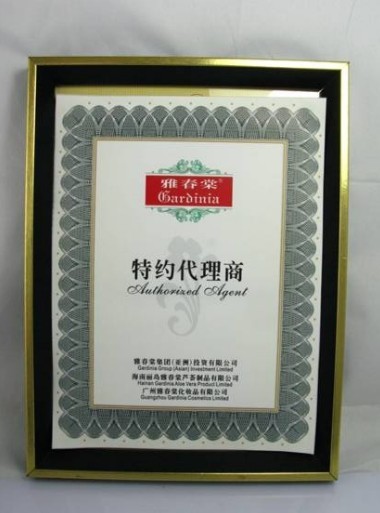 雅春棠®
Gardinia
特约代理商
Authorized Agent
雅春棠集团(亚洲)投资有限公司
Gardinia Group (Asian) Investment Limited
海南丽岛雅春棠芦荟制品有限公司
Hainan Gardinia Aloe Vera Product Limited
广州雅春棠化妆品有限公司
Guangzhou Gardinia Cosmetics Limited